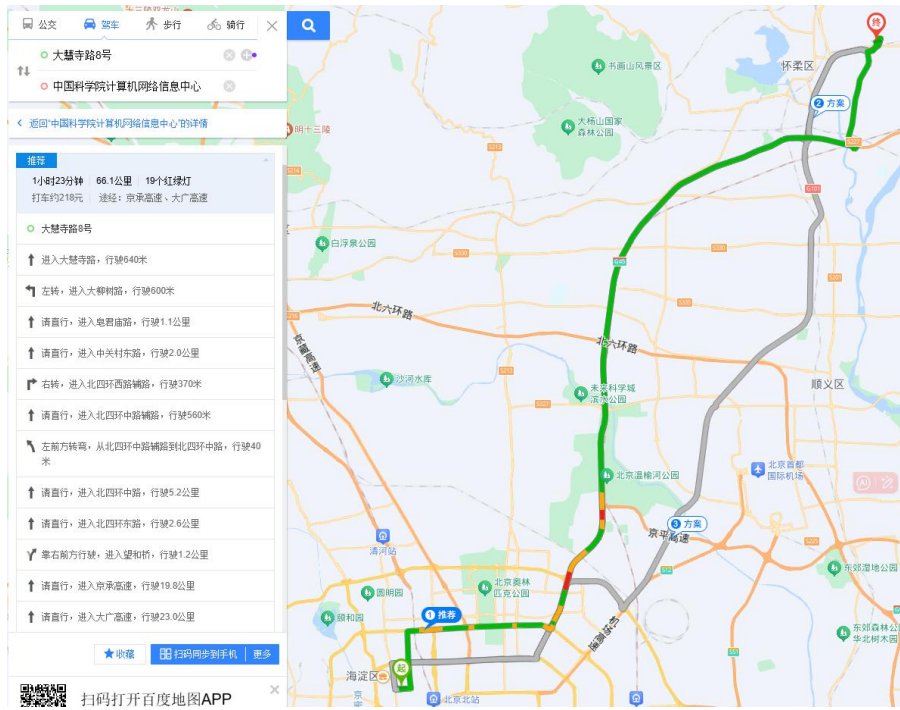 公交
驾车
步行
骑行
大慧寺路8号
中国科学院计算机网络信息中心
返回"中国科学院计算机网络信息中心"的详情
推荐
1小时23分钟 66.1公里 19个红绿灯
打车约218元 途经：京承高速、大广高速
大慧寺路8号
进入大慧寺路，行驶640米
左转，进入大柳树路，行驶600米
请直行，进入皂君庙路，行驶1.1公里
请直行，进入中关村东路，行驶2.0公里
右转，进入北四环西路辅路，行驶370米
请直行，进入北四环中路辅路，行驶560米
左前方转弯，从北四环中路辅路到北四环中路，行驶40
米
请直行，进入北四环中路，行驶5.2公里
请直行，进入北四环东路，行驶2.6公里
靠右前方行驶，进入望和桥，行驶1.2公里
请直行，进入京承高速，行驶19.8公里
请直行，进入大广高速，行驶23.0公里
收藏
扫码同步到手机
更多
扫码打开百度地图APP
终
怀柔区
书画山风景区
2 方案
大杨山国家
森林公园
明十三陵
S213
G101
白浮泉公园
S330
S330
G45
S201
S205
北六环路
北六环路
京藏高速
沙河水库
S213
未来科学城
滨水公园
S227
顺义区
北京首都
国际机场
AI
北京温榆河公园
3 方案
京平高速
清河站
北京奥林
匹克公园
圆明园
东郊湿地公园
S32
颐和园
1 推荐
机场高速
东郊森林公
华北树木园
起
海淀区
北京北站